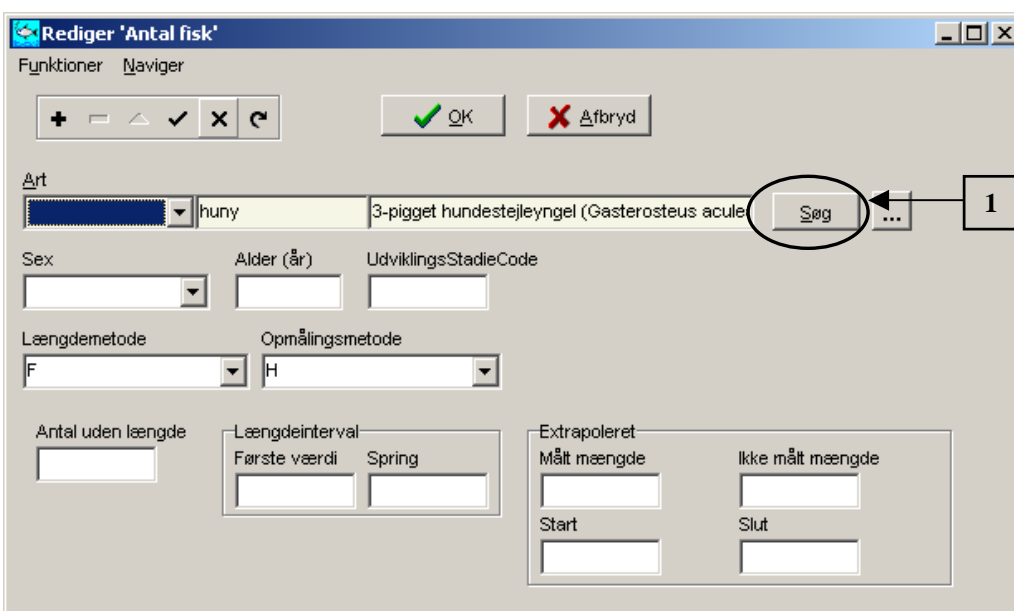 Rediger 'Antal fisk'
Funktioner Naviger
OK Afbryd
Art
huny 3-pigget hundestejleyngel (Gasterosteus acule Søg ... 1
Sex Alder (år) UdviklingsStadieCode
Længdemetode Opmålingsmetode
F H
Antal uden længde Længdeinterval Extrapoleret
Første værdi Spring Målt mængde Ikke målt mængde
Start Slut